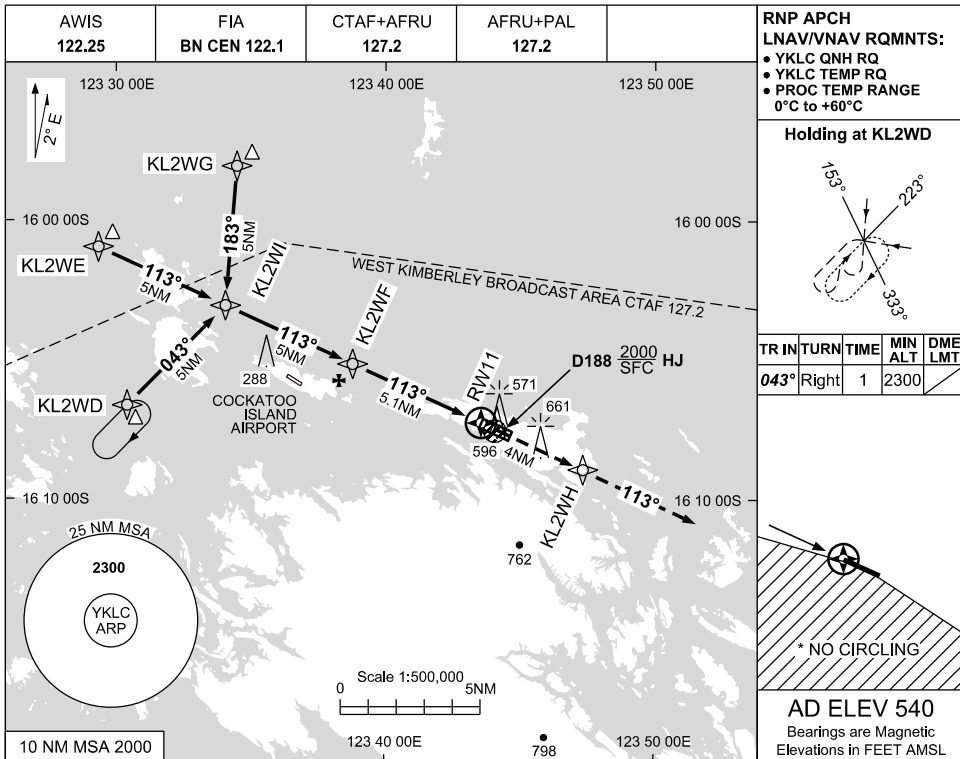 AWIS
122.25
FIA
BN CEN 122.1
CTAF+AFRU
127.2
AFRU+PAL
127.2
RNP APCH
LNAV/VNAV RQMNTS:
• YKLC QNH RQ
• YKLC TEMP RQ
• PROC TEMP RANGE
0°C to +60°C
123 30 00E
123 40 00E
123 50 00E
2° E
KL2WG
16 00 00S
16 00 00S
183°
5NM
KL2WE
113°
5NM
KL2WI
WEST KIMBERLEY BROADCAST AREA CTAF 127.2
043°
5NM
113°
5NM
KL2WF
288
COCKATOO
ISLAND
AIRPORT
KL2WD
113°
5.1NM
RW11
D188 2000 HJ
SFC
571
661
596
4NM
KL2WH
113°
16 10 00S
16 10 00S
762
25 NM MSA
2300
YKLC
ARP
Scale 1:500,000
0
5NM
123 40 00E
123 50 00E
798
10 NM MSA 2000
Holding at KL2WD
153°
223°
333°
TR IN TURN TIME MIN ALT DME LMT
043° Right 1 2300
* NO CIRCLING
AD ELEV 540
Bearings are Magnetic
Elevations in FEET AMSL